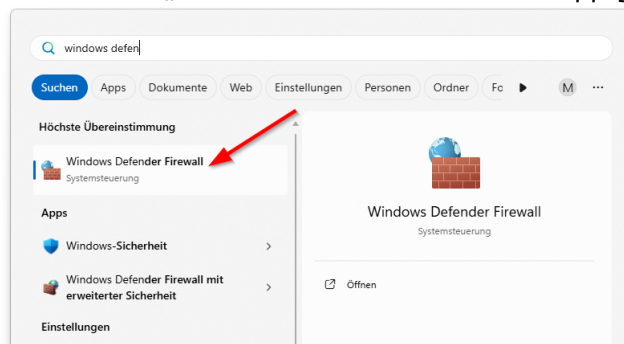 windows defen
Suchen Apps Dokumente Web Einstellungen Personen Ordner Fo M ...
Höchste Übereinstimmung
Windows Defender Firewall
Systemsteuerung
Apps
Windows-Sicherheit
Windows Defender Firewall mit
erweiterter Sicherheit
Einstellungen
Windows Defender Firewall
Systemsteuerung
Öffnen